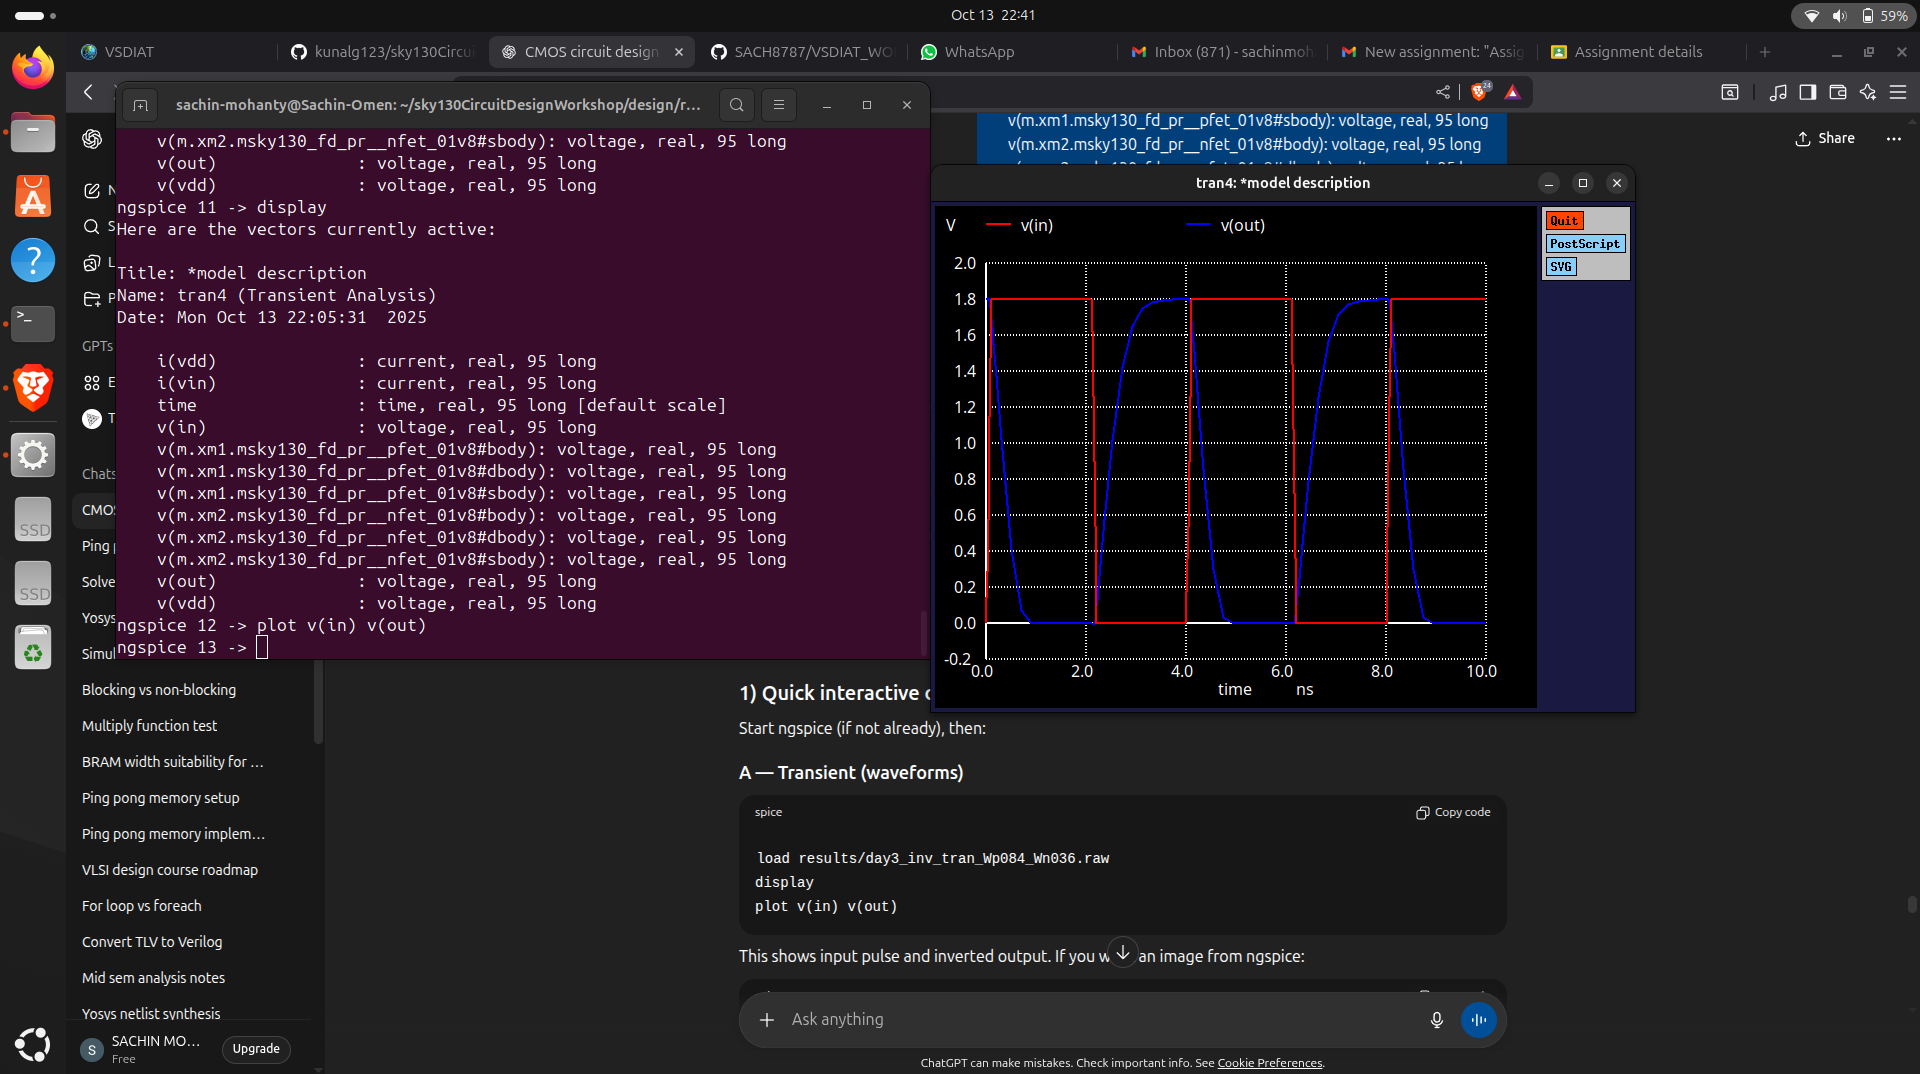 Oct 13 22:41
59%
VSDIAT
kunalg123/sky130Circui
CMOS circuit design
SACH8787/VSDIAT_WO
WhatsApp
Inbox (871) - sachinmoh
New assignment: "Assig
Assignment details
24
sachin-mohanty@Sachin-Omen: ~/sky130CircuitDesignWorkshop/design/r...
v(m.xm2.msky130_fd_pr__nfet_01v8#sbody): voltage, real, 95 long
v(out) : voltage, real, 95 long
v(vdd) : voltage, real, 95 long
ngspice 11 -> display
Here are the vectors currently active:
Title: *model description
Name: tran4 (Transient Analysis)
Date: Mon Oct 13 22:05:31  2025
i(vdd) : current, real, 95 long
i(vin) : current, real, 95 long
time : time, real, 95 long [default scale]
v(in) : voltage, real, 95 long
v(m.xm1.msky130_fd_pr__pfet_01v8#body): voltage, real, 95 long
v(m.xm1.msky130_fd_pr__pfet_01v8#dbody): voltage, real, 95 long
v(m.xm1.msky130_fd_pr__pfet_01v8#sbody): voltage, real, 95 long
v(m.xm2.msky130_fd_pr__nfet_01v8#body): voltage, real, 95 long
v(m.xm2.msky130_fd_pr__nfet_01v8#dbody): voltage, real, 95 long
v(m.xm2.msky130_fd_pr__nfet_01v8#sbody): voltage, real, 95 long
v(out) : voltage, real, 95 long
v(vdd) : voltage, real, 95 long
ngspice 12 -> plot v(in) v(out)
ngspice 13 ->
v(m.xm1.msky130_fd_pr__pfet_01v8#sbody): voltage, real, 95 long
v(m.xm2.msky130_fd_pr__nfet_01v8#body): voltage, real, 95 long
Share
tran4: *model description
V
v(in)
v(out)
Quit
PostScript
SVG
2.0
1.8
1.6
1.4
1.2
1.0
0.8
0.6
0.4
0.2
0.0
-0.2
0.0 2.0 4.0 6.0 8.0 10.0
time ns
GPTs
Chats
CMOS
Ping
Solve
Yosys
Simul
Blocking vs non-blocking
Multiply function test
BRAM width suitability for ...
Ping pong memory setup
Ping pong memory implem...
VLSI design course roadmap
For loop vs foreach
Convert TLV to Verilog
Mid sem analysis notes
Yosys netlist synthesis
S
SACHIN MO...
Free
Upgrade
SSD
SSD
1) Quick interactive
Start ngspice (if not already), then:
A — Transient (waveforms)
spice
Copy code
load results/day3_inv_tran_Wp084_Wn036.raw
display
plot v(in) v(out)
This shows input pulse and inverted output. If you w an image from ngspice:
Ask anything
ChatGPT can make mistakes. Check important info. See Cookie Preferences.